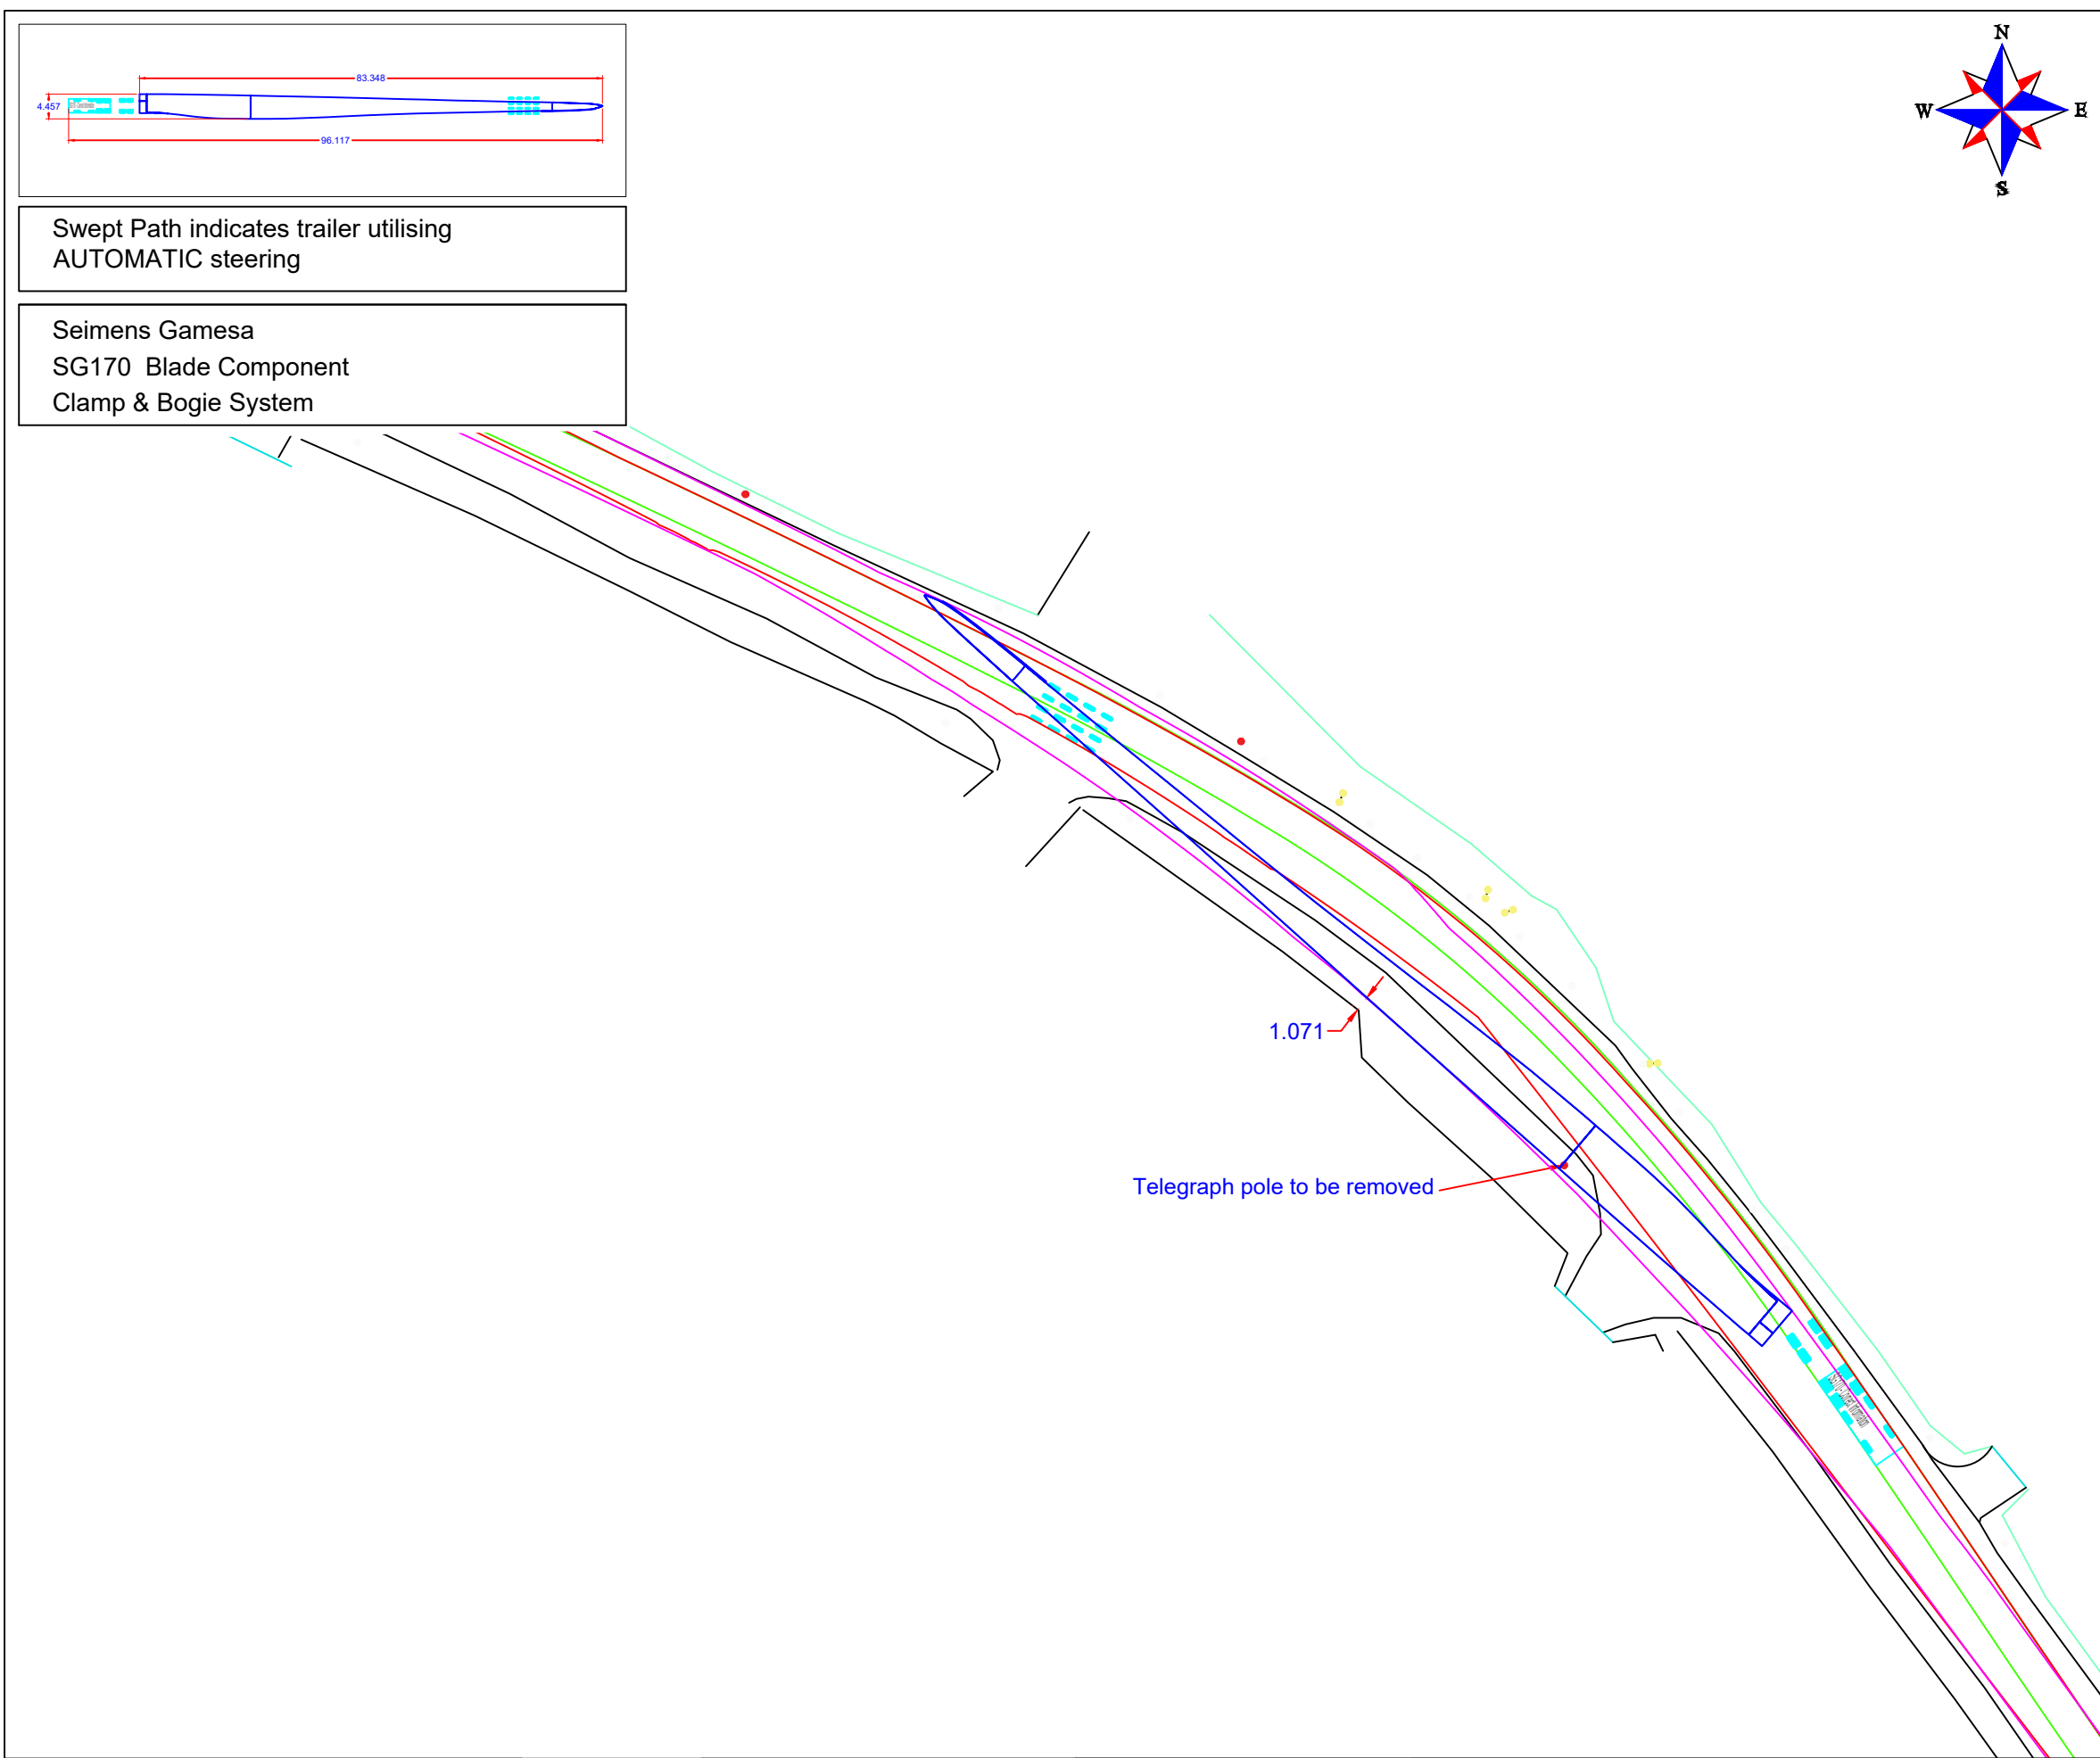 83.348
4.457
96.117
N
W
E
S
Swept Path indicates trailer utilising
AUTOMATIC steering
Seimens Gamesa
SG170 Blade Component
Clamp & Bogie System
1.071
Telegraph pole to be removed